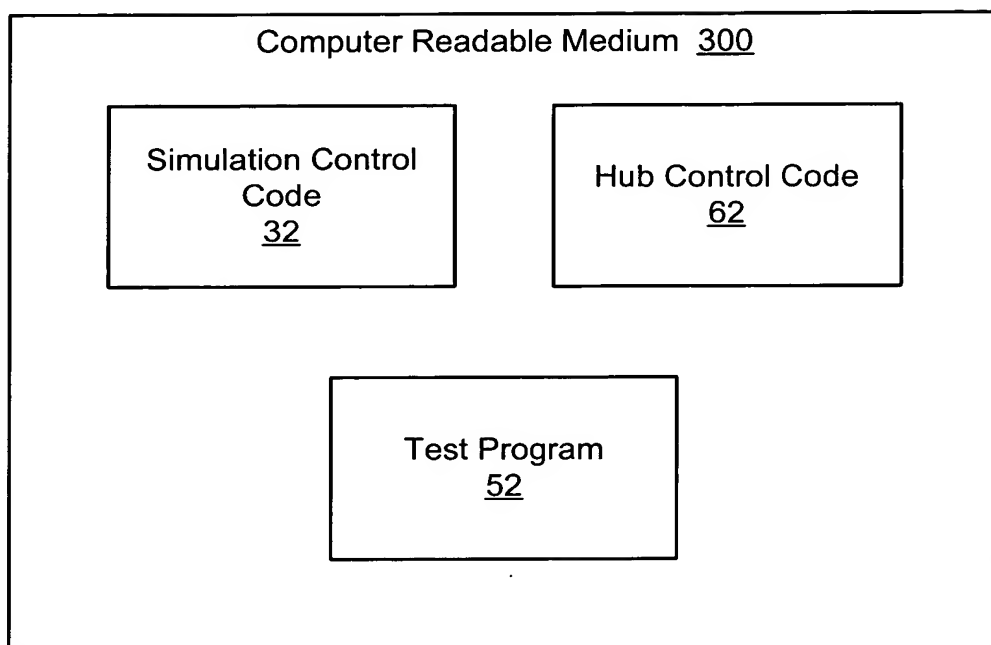 Computer Readable Medium 300
Simulation Control
Code
32
Hub Control Code
62
Test Program
52